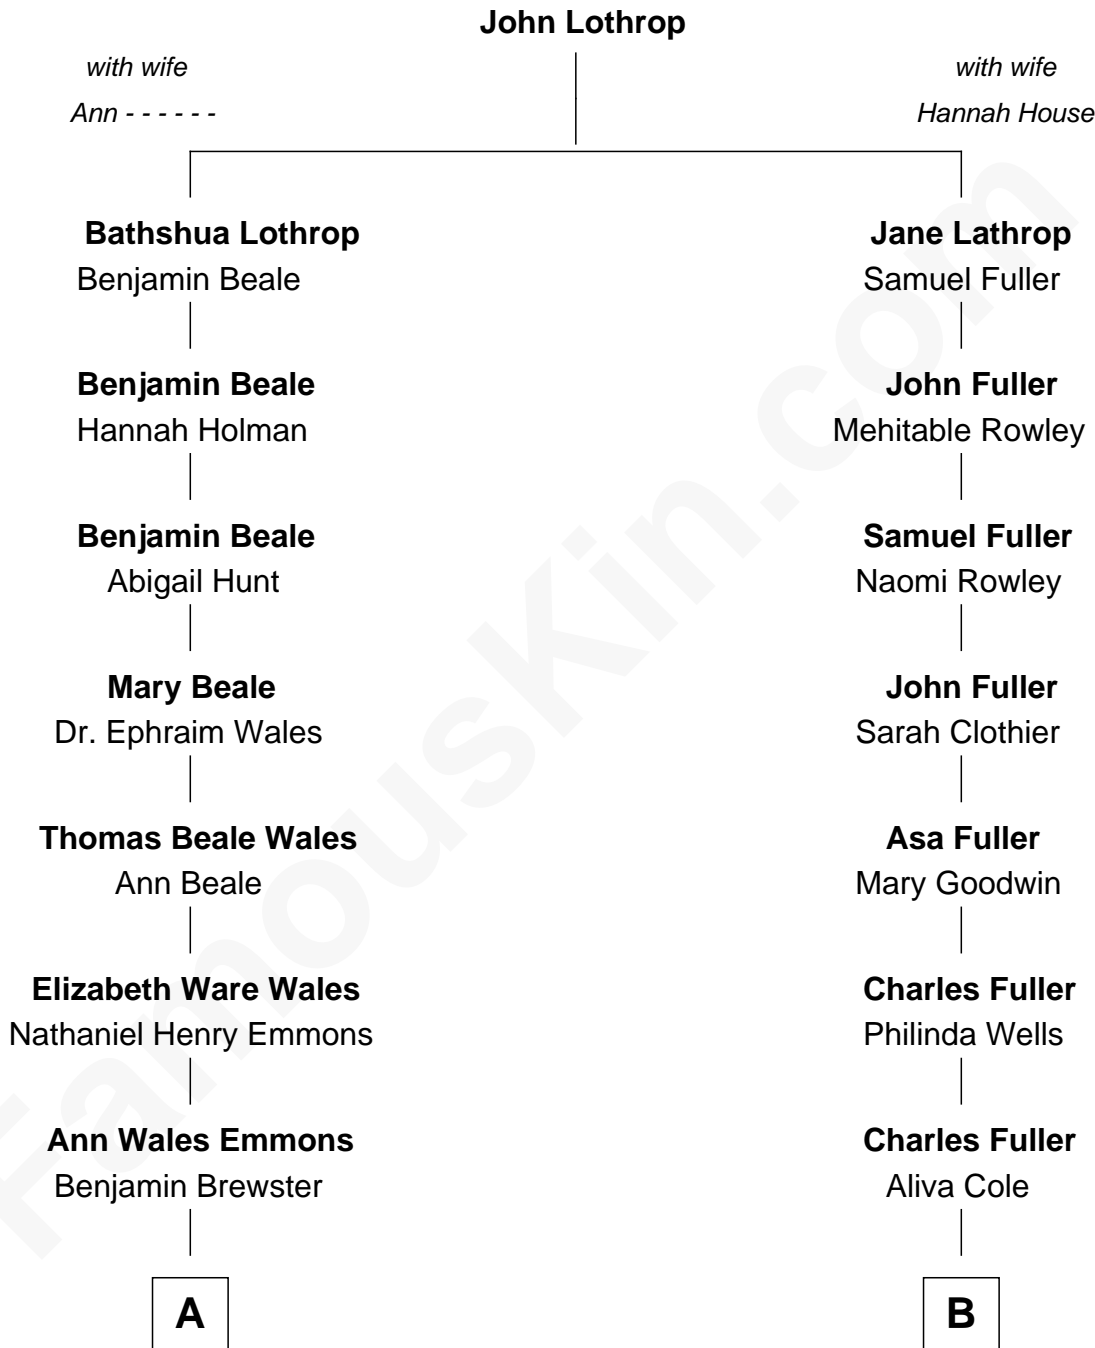 John Lothrop
with wife
Ann - - - - - -
with wife
Hannah House
Bathshua Lothrop
Benjamin Beale
Jane Lathrop
Samuel Fuller
Benjamin Beale
Hannah Holman
John Fuller
Mehitable Rowley
Benjamin Beale
Abigail Hunt
Samuel Fuller
Naomi Rowley
Mary Beale
Dr. Ephraim Wales
John Fuller
Sarah Clothier
Thomas Beale Wales
Ann Beale
Asa Fuller
Mary Goodwin
Elizabeth Ware Wales
Nathaniel Henry Emmons
Charles Fuller
Philinda Wells
Ann Wales Emmons
Benjamin Brewster
Charles Fuller
Aliva Cole
A
B
FamousKin.com